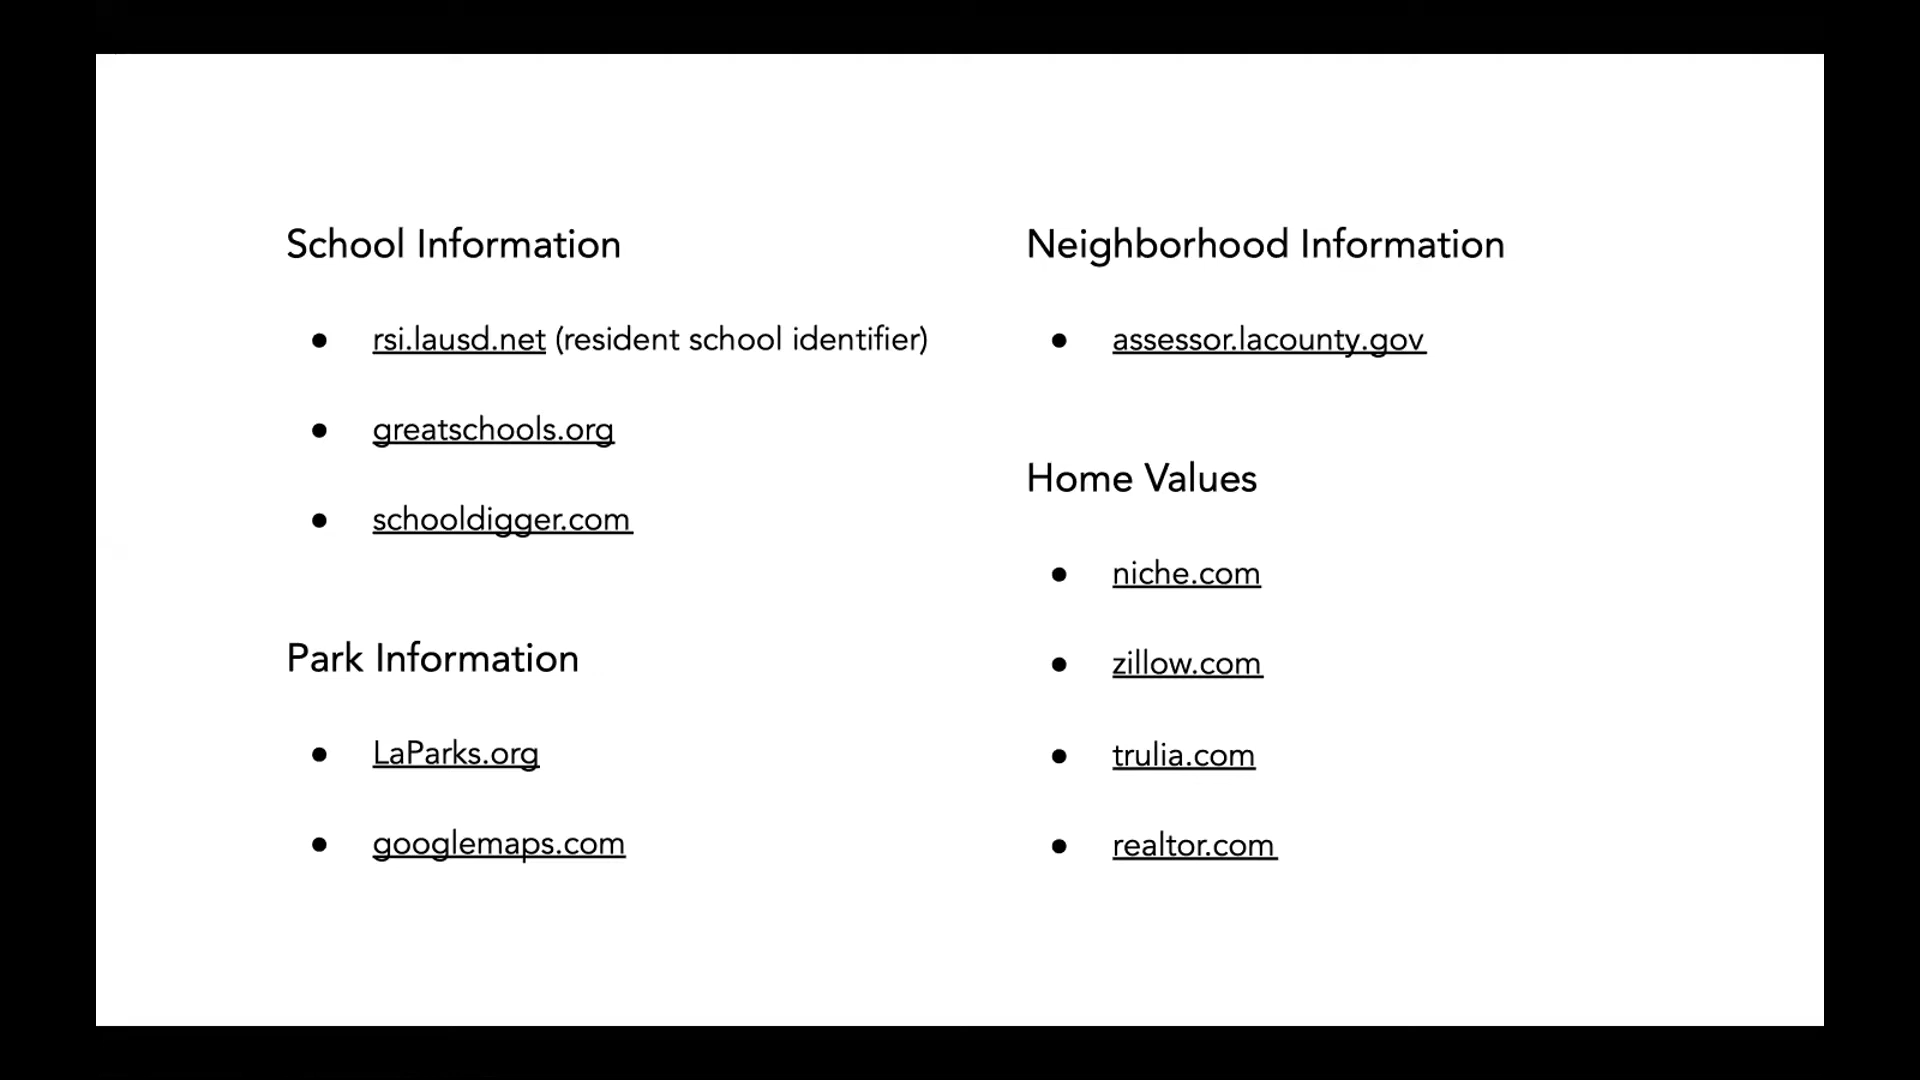 School Information
rsi.lausd.net (resident school identifier)
greatschools.org
schooldigger.com
Park Information
LaParks.org
googlemaps.com
Neighborhood Information
assessor.lacounty.gov
Home Values
niche.com
zillow.com
trulia.com
realtor.com